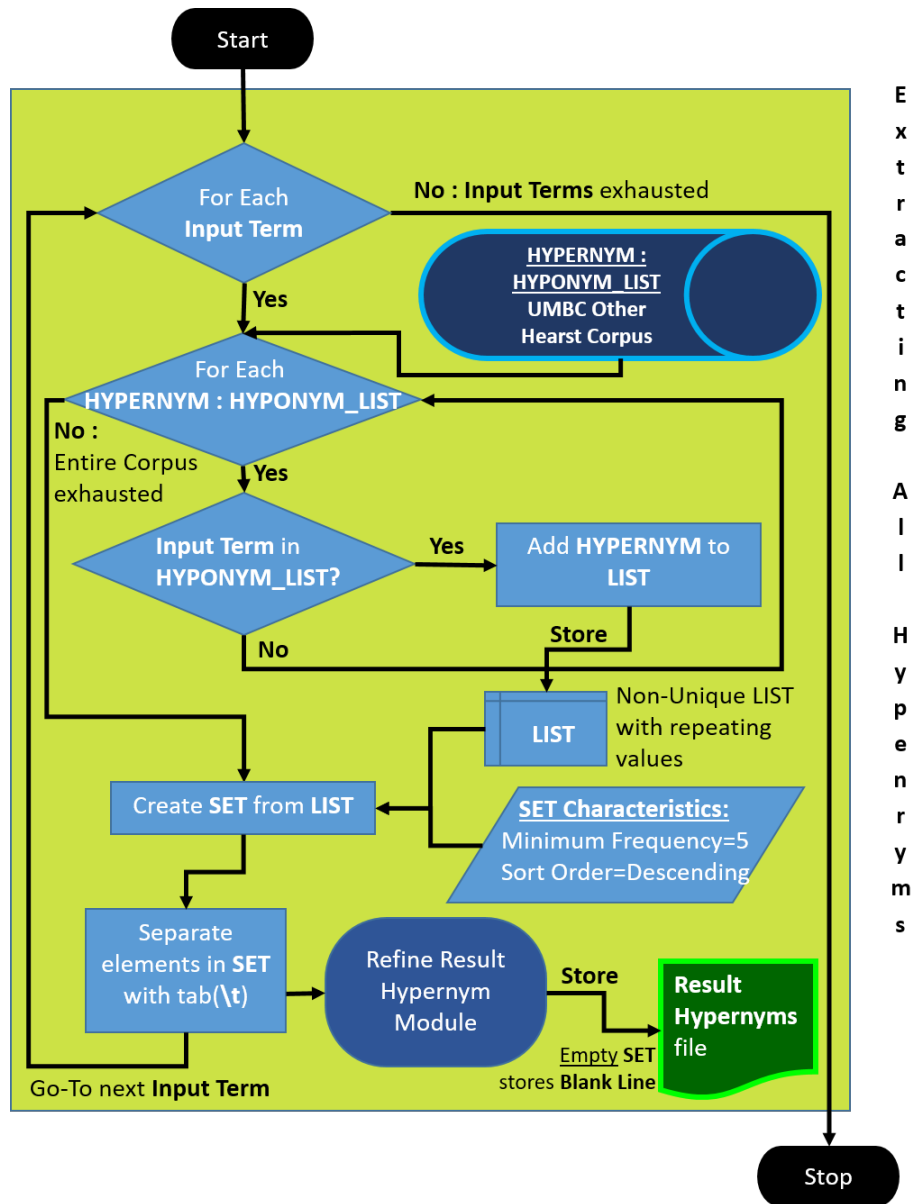 Start
For Each
Input Term
No : Input Terms exhausted
Yes
HYPERNYM :
HYPONYM_LIST
UMBC Other
Hearst Corpus
For Each
HYPERNYM : HYPONYM_LIST
No :
Entire Corpus
exhausted
Yes
Input Term in
HYPONYM_LIST?
Yes
Add HYPERNYM to
LIST
No
Store
LIST
Non-Unique LIST
with repeating
values
Create SET from LIST
SET Characteristics:
Minimum Frequency=5
Sort Order=Descending
Separate
elements in SET
with tab(\t)
Refine Result
Hypernym
Module
Store
Empty SET
stores Blank Line
Result
Hypernyms
file
Go-To next Input Term
Stop
Extracting All Hypenryms